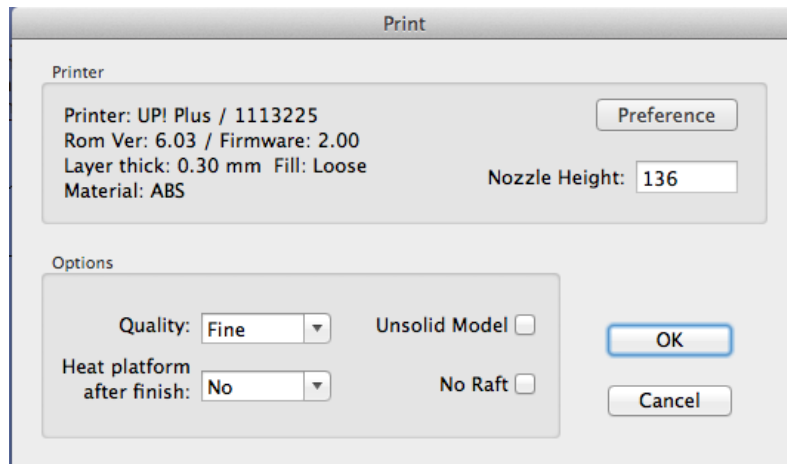 Print
Printer
Printer: UP! Plus / 1113225
Preference
Rom Ver: 6.03 / Firmware: 2.00
Layer thick: 0.30 mm Fill: Loose
Nozzle Height: 136
Material: ABS
Options
Quality: Fine
Unsolid Model
OK
Heat platform
after finish: No
No Raft
Cancel